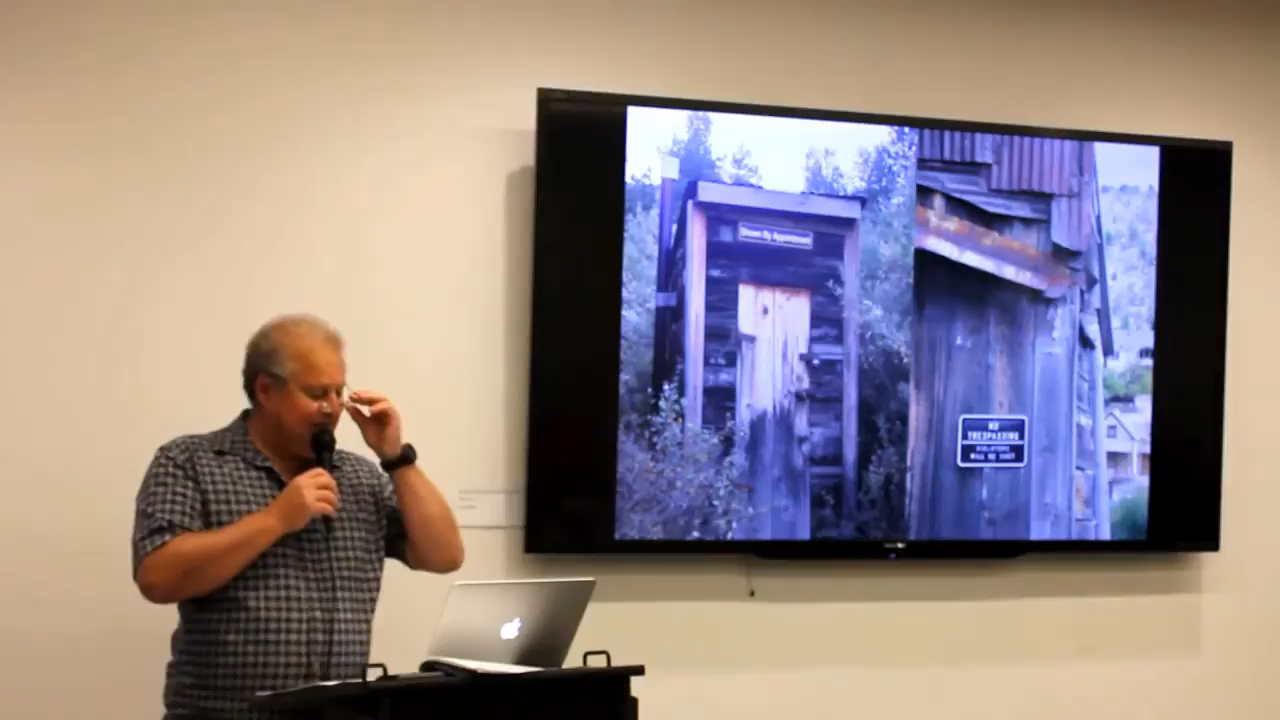 Shown By Appointment
NO
TRESPASSING
VIOLATORS
WILL BE SHOT